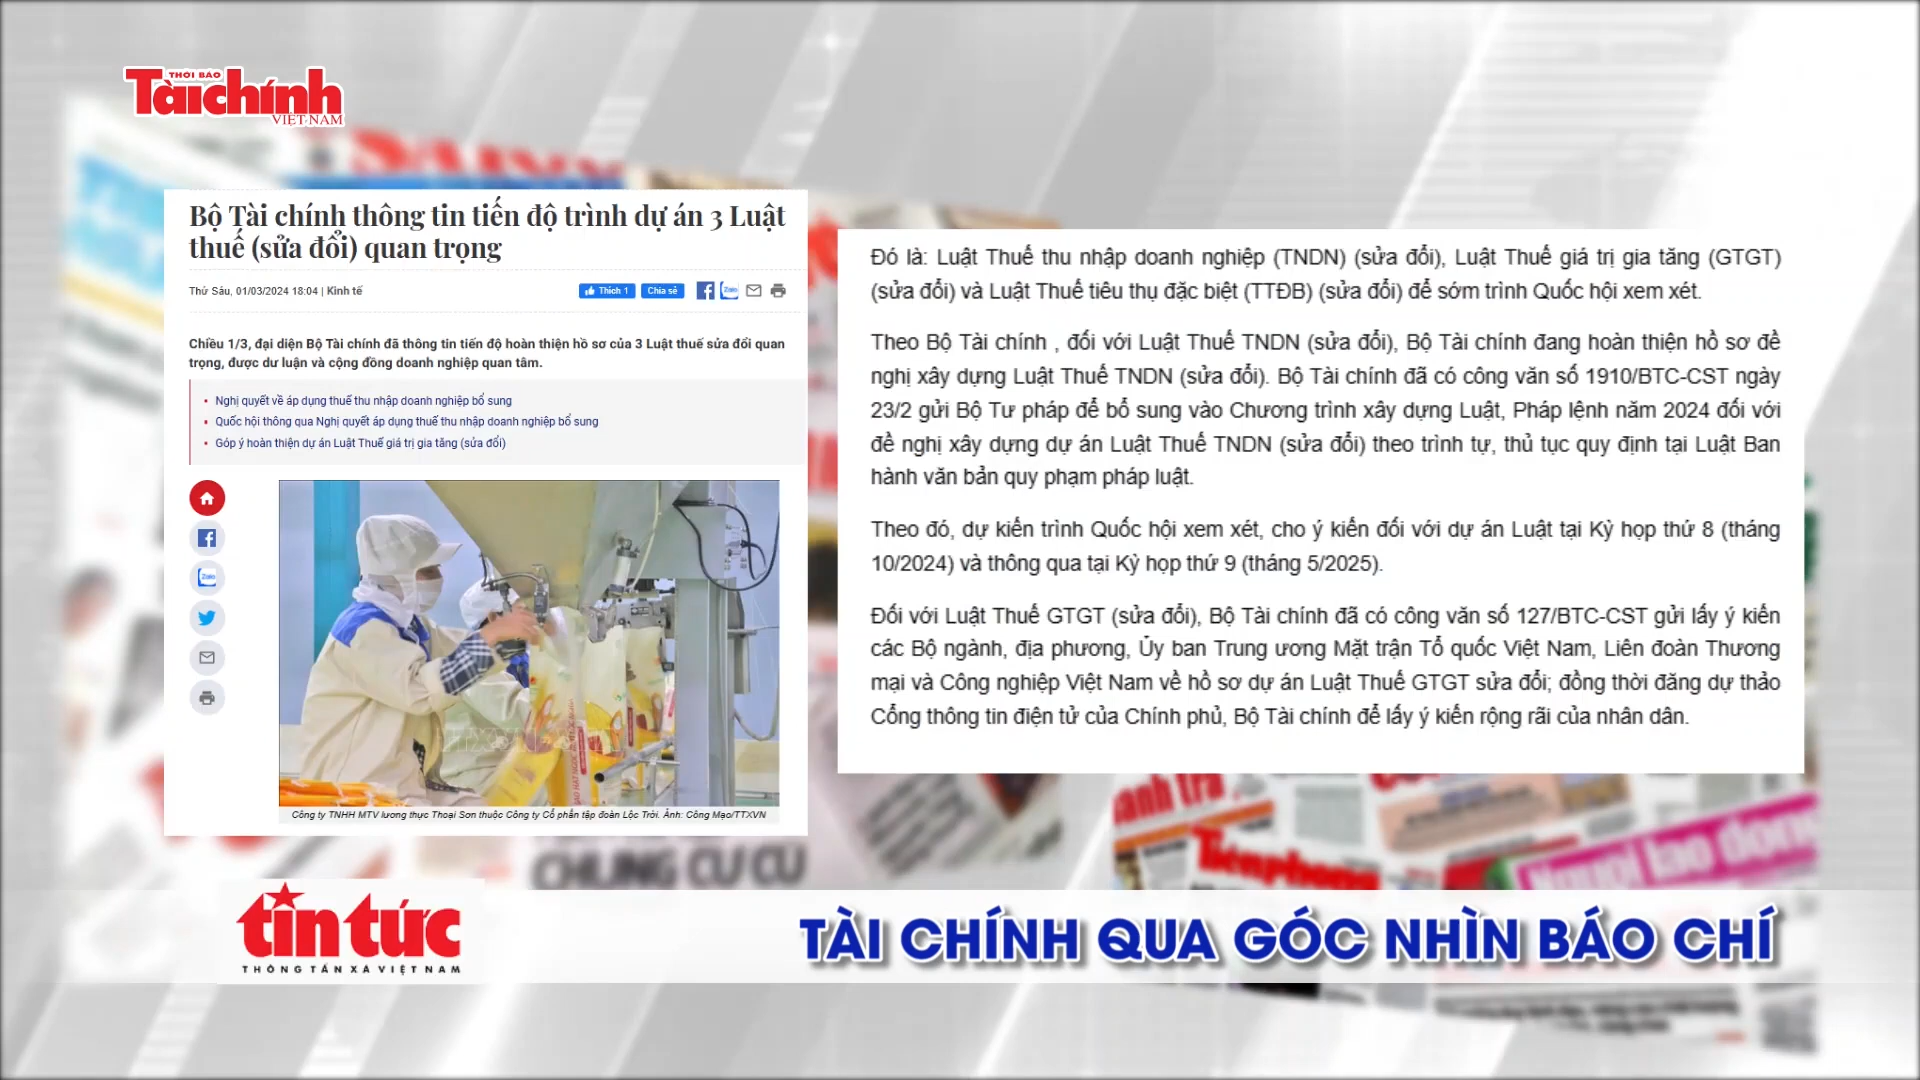 THỜI BÁO
Tàichính
VIỆT NAM
Bộ Tài chính thông tin tiến độ trình dự án 3 Luật
thuế (sửa đổi) quan trọng
Thứ Sáu, 01/03/2024 18:04 | Kinh tế
Thích 1
Chia sẻ
Zalo
Chiều 1/3, đại diện Bộ Tài chính đã thông tin tiến độ hoàn thiện hồ sơ của 3 Luật thuế sửa đổi quan
trọng, được dư luận và cộng đồng doanh nghiệp quan tâm.
• Nghị quyết về áp dụng thuế thu nhập doanh nghiệp bổ sung
• Quốc hội thông qua Nghị quyết áp dụng thuế thu nhập doanh nghiệp bổ sung
• Góp ý hoàn thiện dự án Luật Thuế giá trị gia tăng (sửa đổi)
Zalo
Công ty TNHH MTV lương thực Thoại Sơn thuộc Công ty Cổ phần tập đoàn Lộc Trời. Ảnh: Công Mạo/TTXVN
Đó là: Luật Thuế thu nhập doanh nghiệp (TNDN) (sửa đổi), Luật Thuế giá trị gia tăng (GTGT)
(sửa đổi) và Luật Thuế tiêu thụ đặc biệt (TTĐB) (sửa đổi) để sớm trình Quốc hội xem xét.
Theo Bộ Tài chính , đối với Luật Thuế TNDN (sửa đổi), Bộ Tài chính đang hoàn thiện hồ sơ đề
nghị xây dựng Luật Thuế TNDN (sửa đổi). Bộ Tài chính đã có công văn số 1910/BTC-CST ngày
23/2 gửi Bộ Tư pháp để bổ sung vào Chương trình xây dựng Luật, Pháp lệnh năm 2024 đối với
đề nghị xây dựng dự án Luật Thuế TNDN (sửa đổi) theo trình tự, thủ tục quy định tại Luật Ban
hành văn bản quy phạm pháp luật.
Theo đó, dự kiến trình Quốc hội xem xét, cho ý kiến đối với dự án Luật tại Kỳ họp thứ 8 (tháng
10/2024) và thông qua tại Kỳ họp thứ 9 (tháng 5/2025).
Đối với Luật Thuế GTGT (sửa đổi), Bộ Tài chính đã có công văn số 127/BTC-CST gửi lấy ý kiến
các Bộ ngành, địa phương, Ủy ban Trung ương Mặt trận Tổ quốc Việt Nam, Liên đoàn Thương
mại và Công nghiệp Việt Nam về hồ sơ dự án Luật Thuế GTGT sửa đổi; đồng thời đăng dự thảo
Cổng thông tin điện tử của Chính phủ, Bộ Tài chính để lấy ý kiến rộng rãi của nhân dân.
CHUNG CƯ CŨ
Tiền phong
Người lao động
tin tức
THÔNG TẤN XÃ VIỆT NAM
TÀI CHÍNH QUA GÓC NHÌN BÁO CHÍ